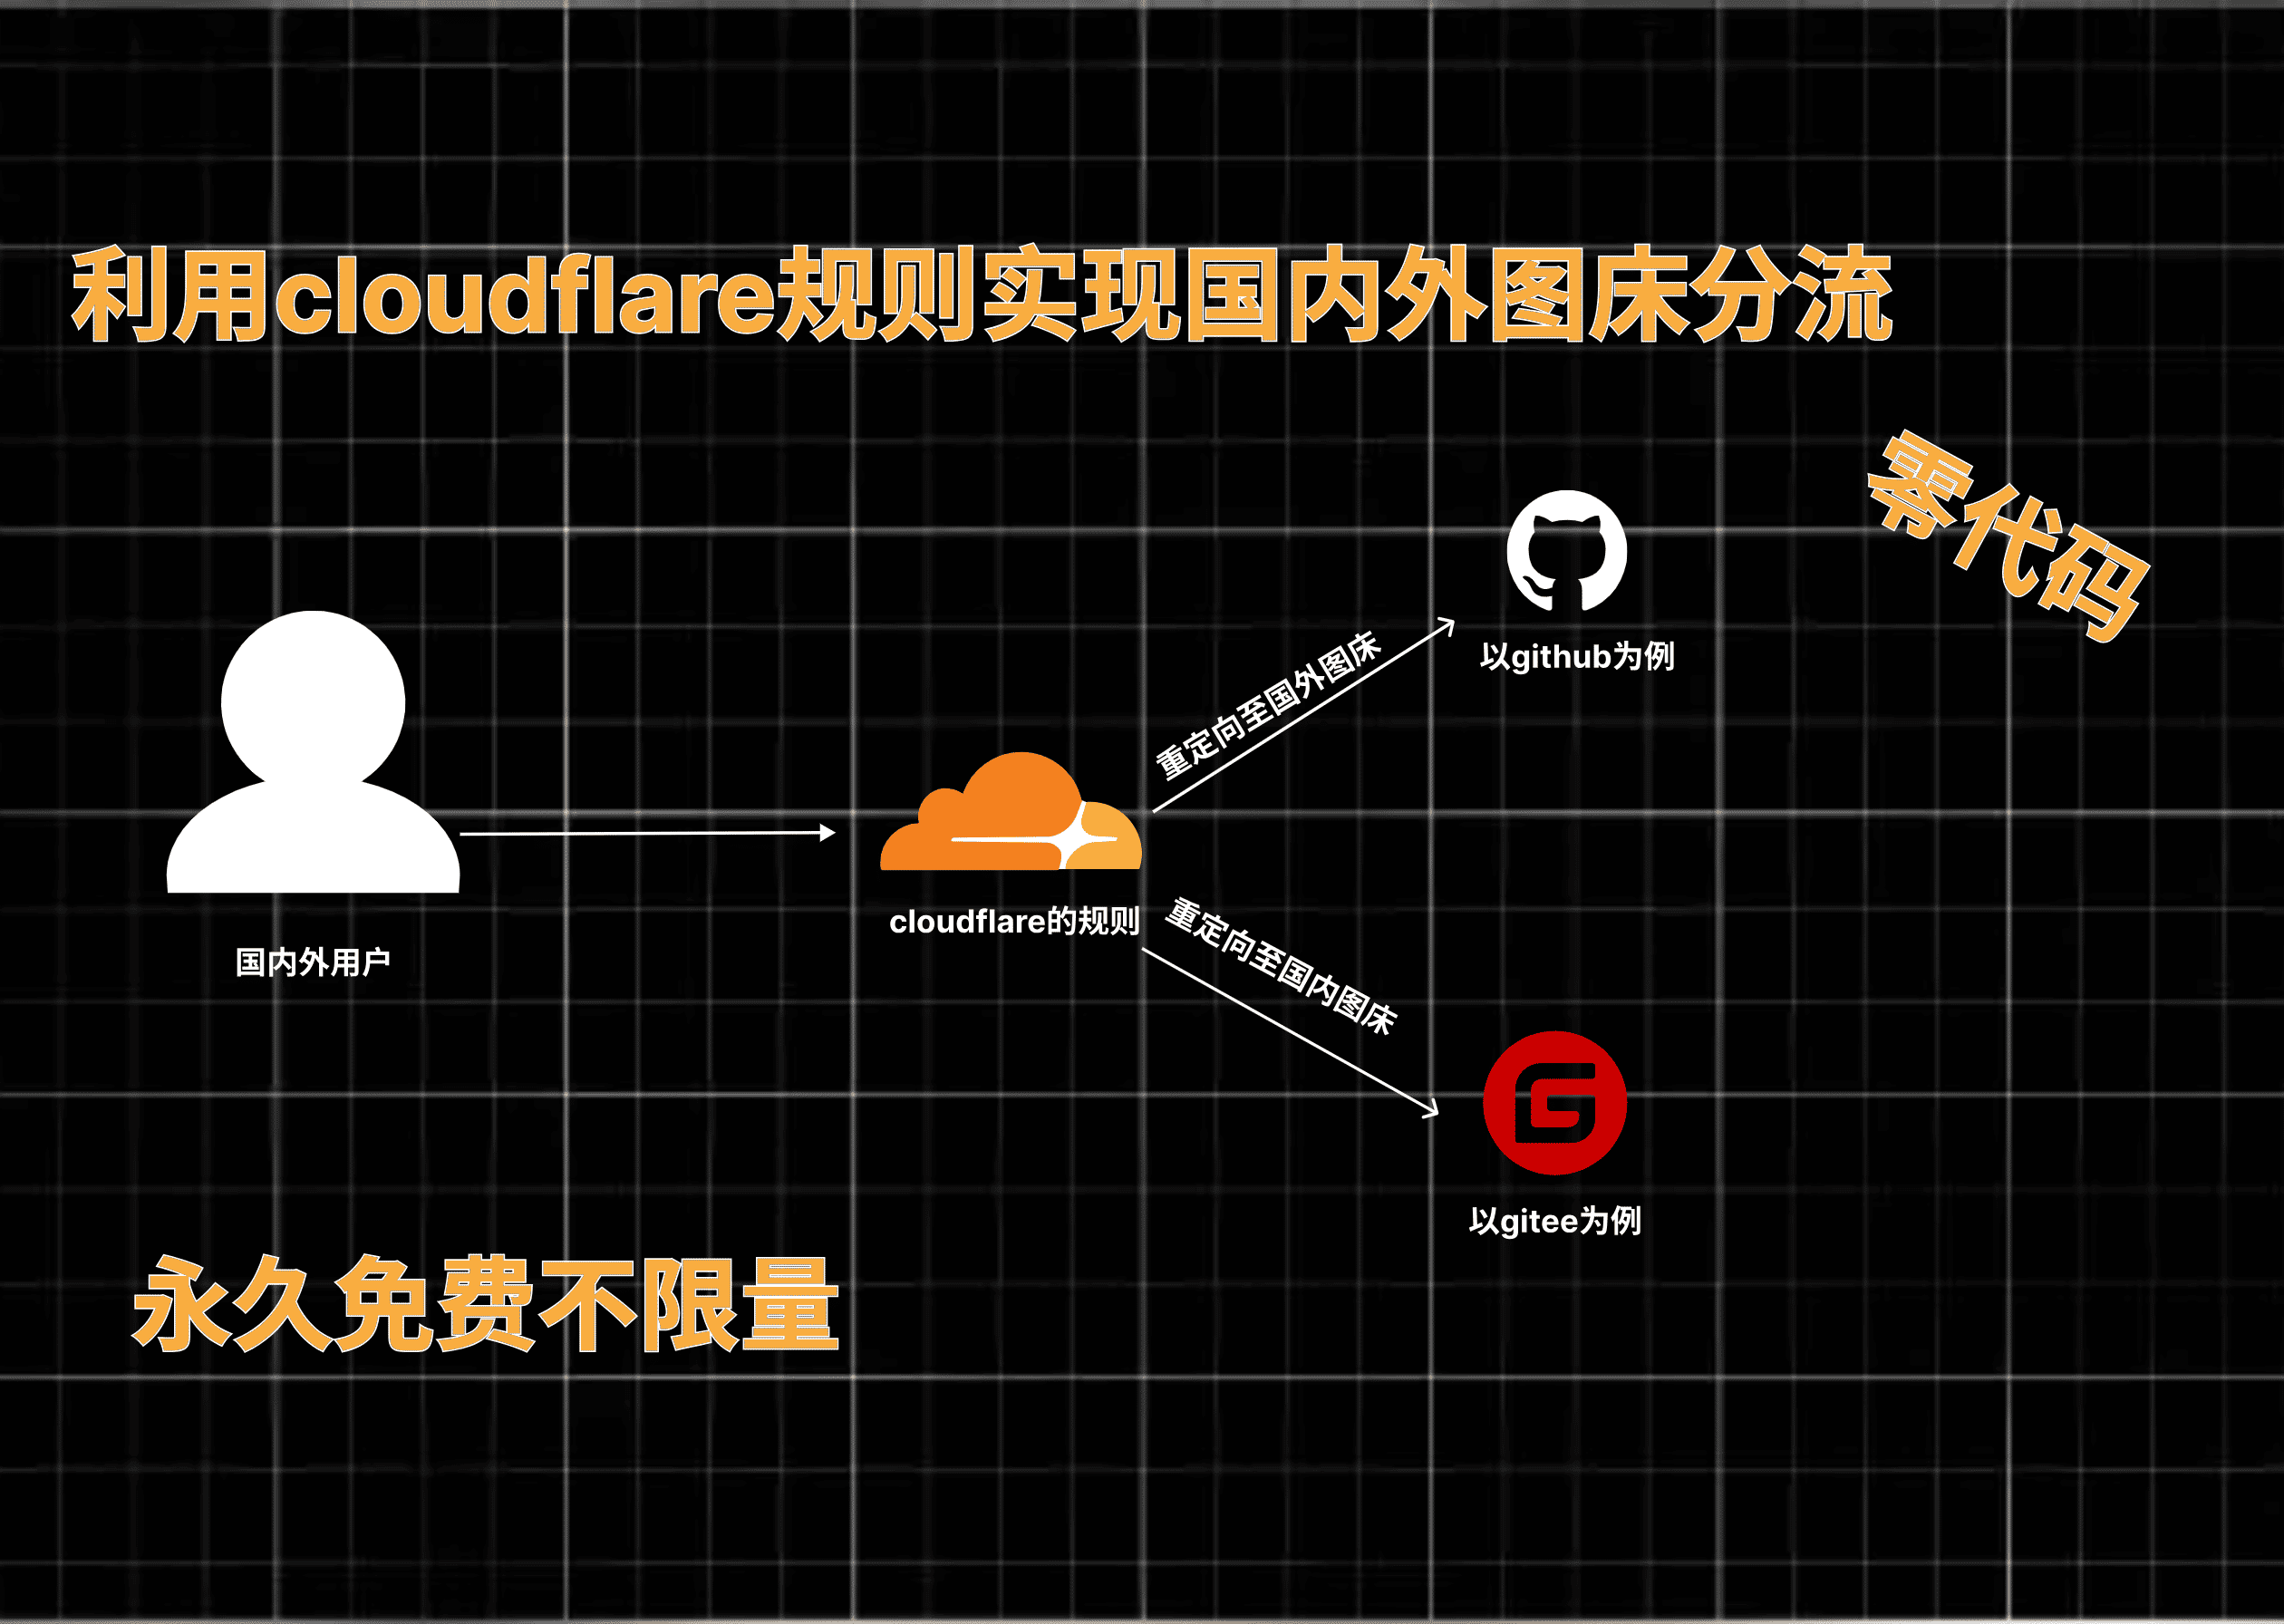 利用cloudflare规则实现国内外图床分流
零代码
以github为例
重定向至国外图床
cloudflare的规则
重定向至国内图床
国内外用户
以gitee为例
永久免费不限量